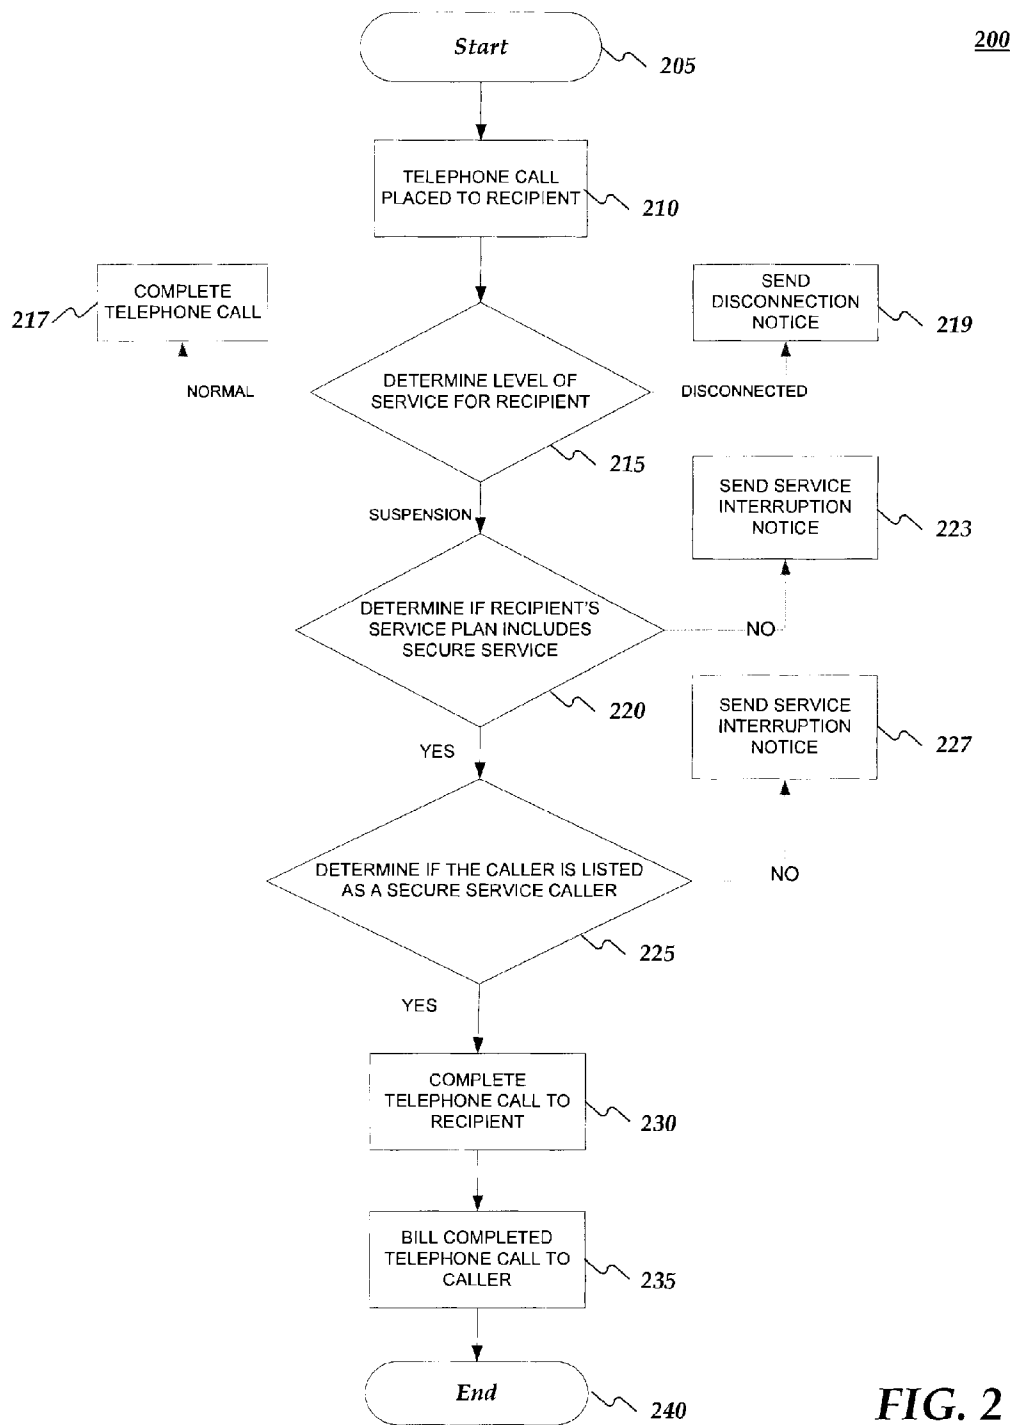 200
Start
205
TELEPHONE CALL
PLACED TO RECIPIENT
210
COMPLETE
TELEPHONE CALL
217
SEND
DISCONNECTION
NOTICE
219
NORMAL
DETERMINE LEVEL OF
SERVICE FOR RECIPIENT
DISCONNECTED
215
SUSPENSION
SEND SERVICE
INTERRUPTION
NOTICE
223
DETERMINE IF RECIPIENT'S
SERVICE PLAN INCLUDES
SECURE SERVICE
NO
220
YES
SEND SERVICE
INTERRUPTION
NOTICE
227
DETERMINE IF THE CALLER IS LISTED
AS A SECURE SERVICE CALLER
NO
225
YES
COMPLETE
TELEPHONE CALL TO
RECIPIENT
230
BILL COMPLETED
TELEPHONE CALL TO
CALLER
235
End
240
FIG. 2